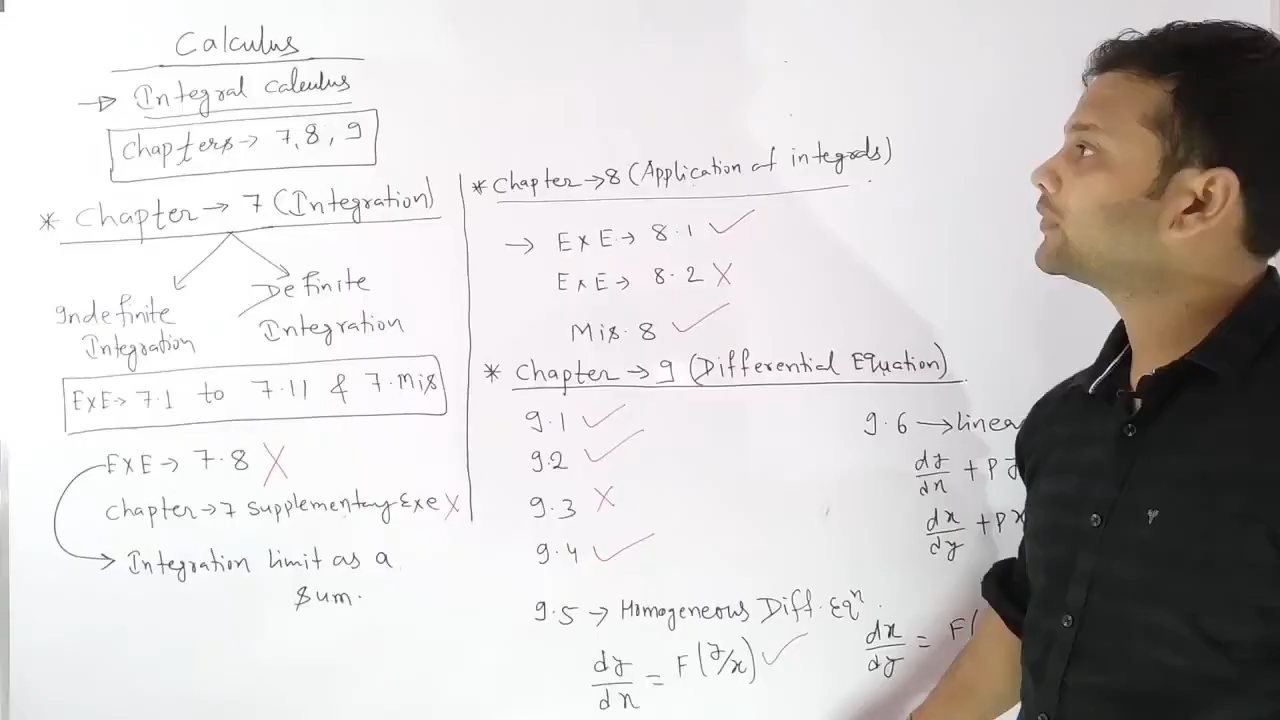 Calculus
→ Integral calculus
Chapters → 7, 8, 9
* Chapter → 7 (Integration)
Indefinite
Integration
Definite
Integration
EXE → 7.1 to 7.11 & 7.Mis
EXE → 7.8 X
Chapter → 7 supplementary Exe X
→ Integration limit as a
sum.
* Chapter → 8 (Application of integrals)
→ EXE → 8.1 ✓
EXE → 8.2 X
Mis. 8 ✓
* Chapter → 9 (Differential Equation)
9.1 ✓
9.2 ✓
9.3 X
9.4 ✓
9.5 → Homogeneous Diff. Eqⁿ.
dy/dx = F(y/x) ✓
dx/dy = F(
9.6 → linea
dy/dx + Py
dx/dy + Px